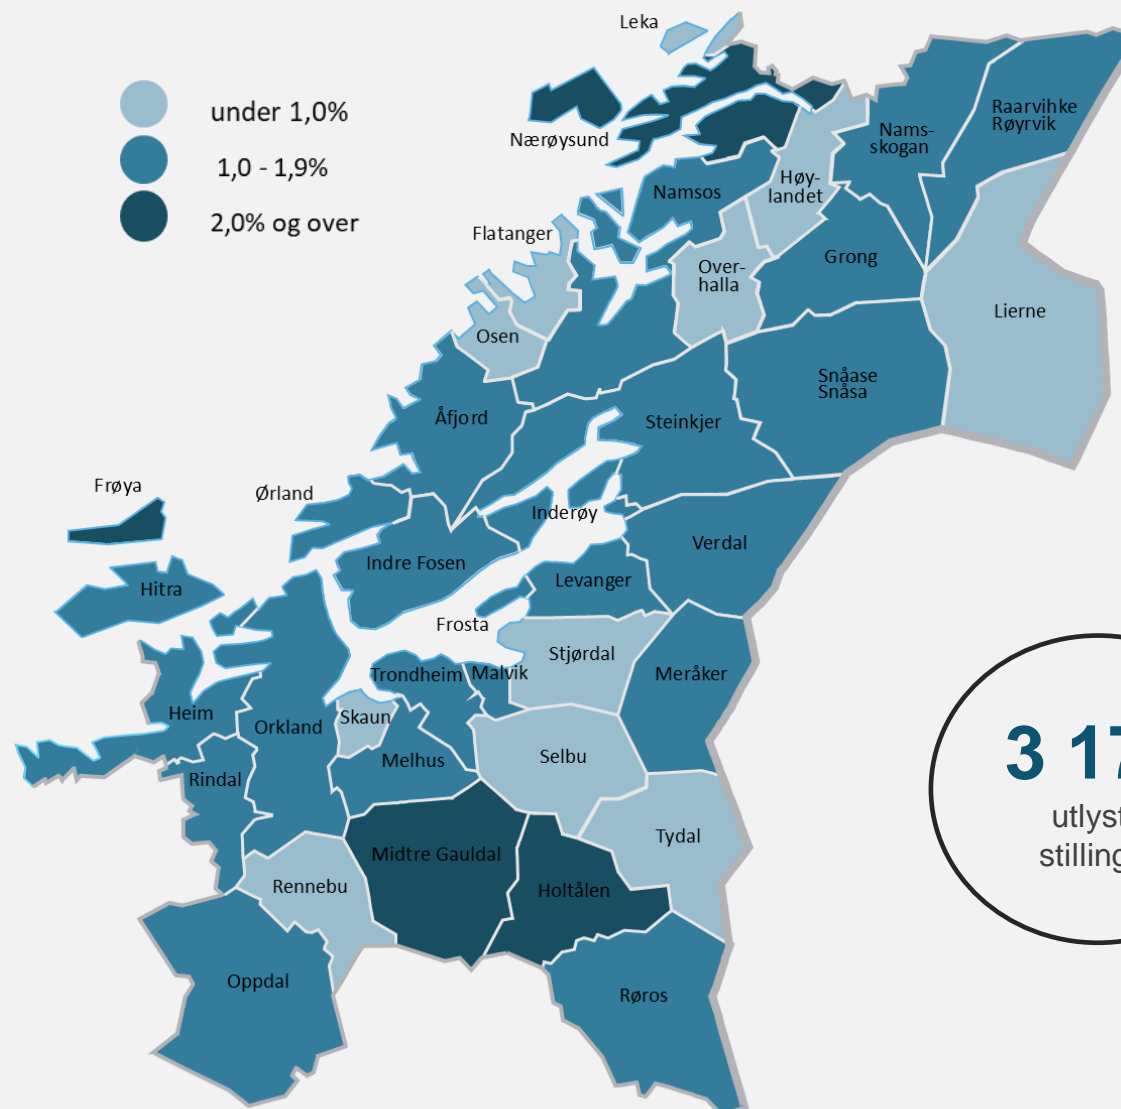 Leka
under 1,0%
1,0 - 1,9%
2,0% og over
Nærøysund
Nams-
skogan
Raarvihke
Røyrvik
Høy-
landet
Namsos
Flatanger
Over-
halla
Grong
Lierne
Osen
Snåase
Snåsa
Åfjord
Steinkjer
Frøya
Ørland
Inderøy
Verdal
Indre Fosen
Levanger
Hitra
Frosta
Stjørdal
Trondheim
Malvik
Meråker
Heim
Orkland
Skaun
Melhus
Selbu
Rindal
3 17
utlyst
stilling
Tydal
Midtre Gauldal
Rennebu
Holtålen
Oppdal
Røros